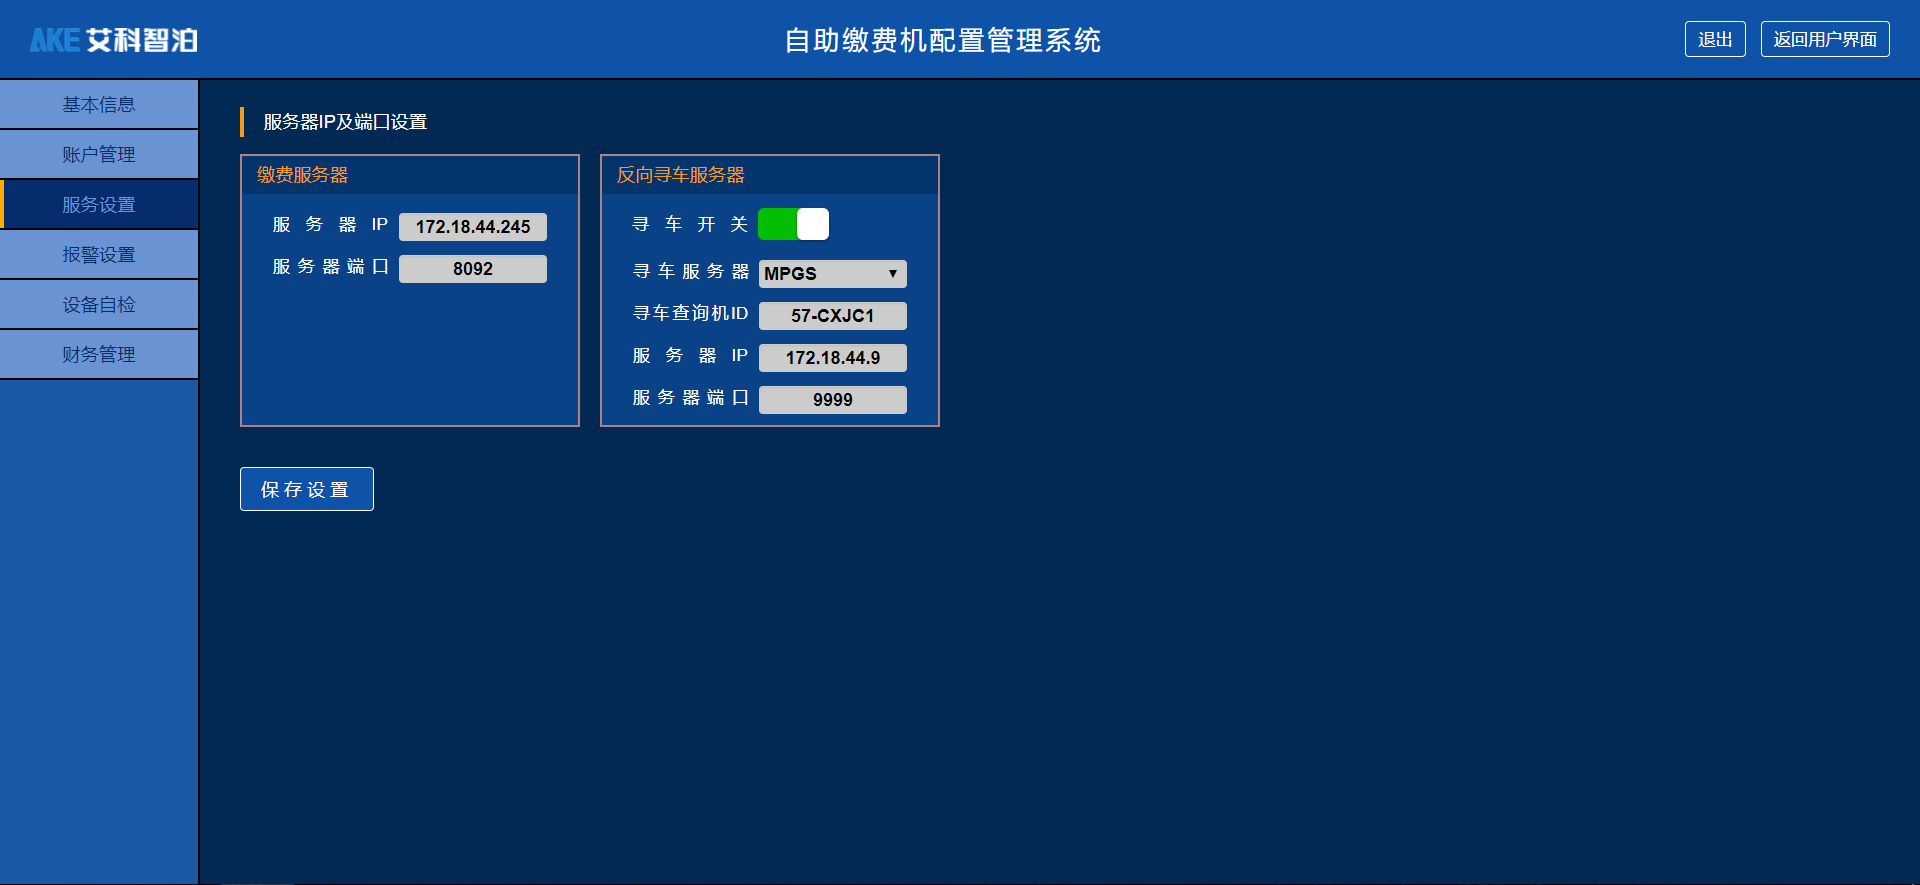 AKE 艾科智泊
自助缴费机配置管理系统
退出
返回用户界面
基本信息
账户管理
服务设置
报警设置
设备自检
财务管理
服务器IP及端口设置
缴费服务器
服务器IP 172.18.44.245
服务器端口 8092
反向寻车服务器
寻车开关
寻车服务器 MPGS
寻车查询机ID 57-CXJC1
服务器IP 172.18.44.9
服务器端口 9999
保存设置